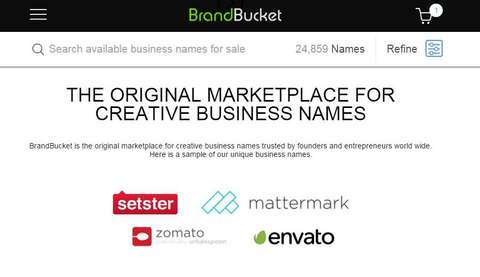 BrandBucket
1
Search available business names for sale
24,859 Names
Refine
THE ORIGINAL MARKETPLACE FOR
CREATIVE BUSINESS NAMES
BrandBucket is the original marketplace for creative business names trusted by founders and entrepreneurs world wide.
Here is a sample of our unique business names.
setster
mattermark
zomato
envato